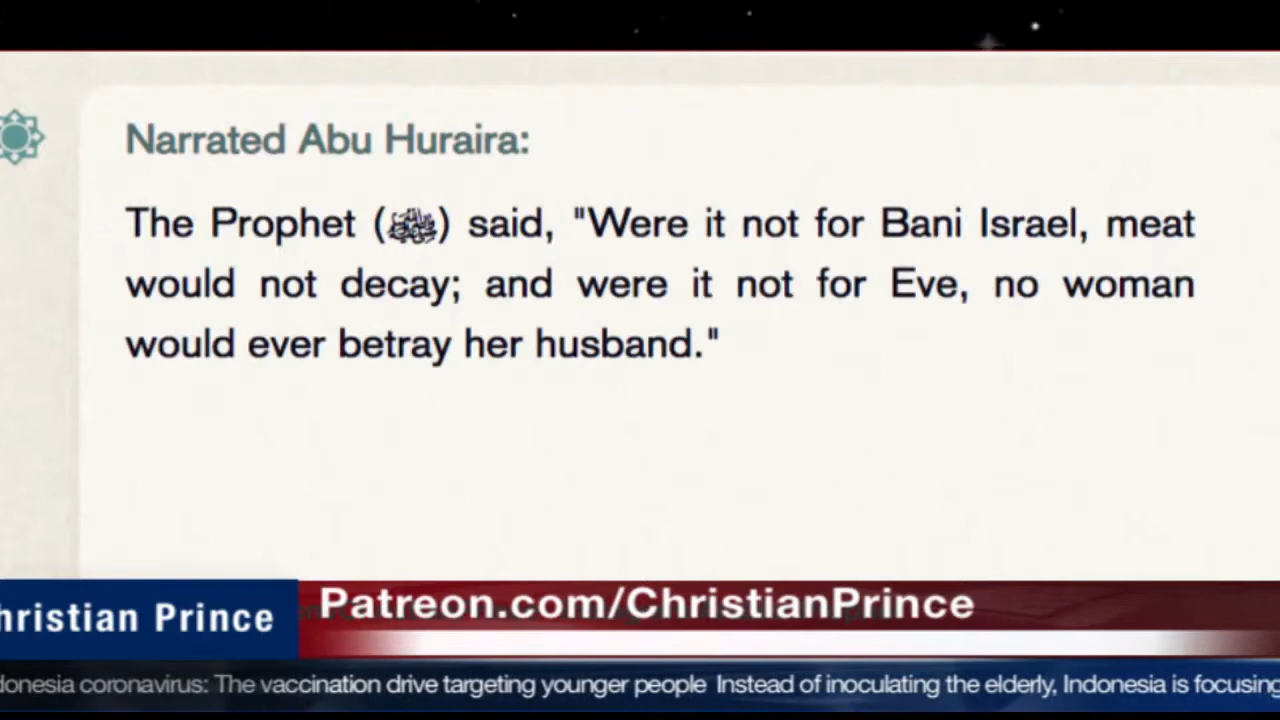 Narrated Abu Huraira:
The Prophet (ﷺ) said, "Were it not for Bani Israel, meat
would not decay; and were it not for Eve, no woman
would ever betray her husband."
hristian Prince
Patreon.com/ChristianPrince
donesia coronavirus: The vaccination drive targeting younger people Instead of inoculating the elderly, Indonesia is focusing